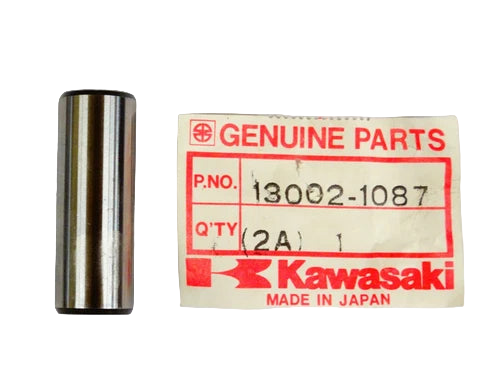 GENUINE PARTS
P.NO. 13002-1087
Q'TY (2A) 1
Kawasaki
MADE IN JAPAN